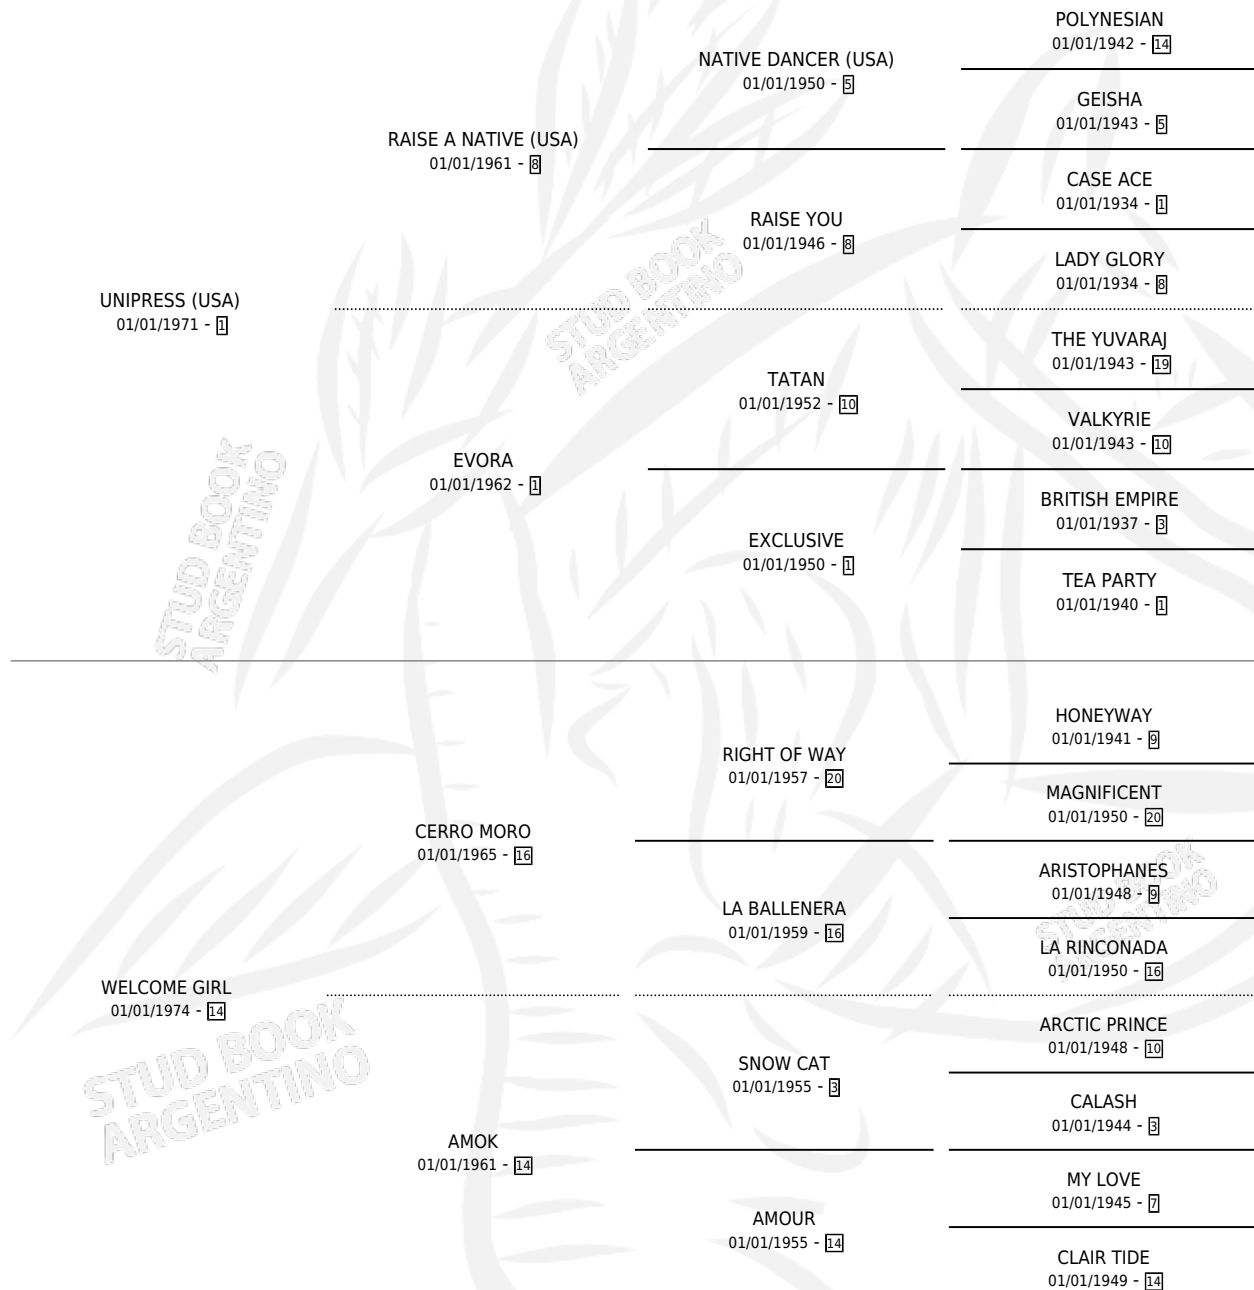 POLYNESIAN
01/01/1942 - 14
NATIVE DANCER (USA)
01/01/1950 - 5
GEISHA
01/01/1943 - 5
RAISE A NATIVE (USA)
01/01/1961 - 8
CASE ACE
01/01/1934 - 1
RAISE YOU
01/01/1946 - 8
LADY GLORY
01/01/1934 - 8
UNIPRESS (USA)
01/01/1971 - 1
STUD BOOK
ARGENTINO
THE YUVARAJ
01/01/1943 - 19
TATAN
01/01/1952 - 10
VALKYRIE
01/01/1943 - 10
EVORA
01/01/1962 - 1
BRITISH EMPIRE
01/01/1937 - 3
EXCLUSIVE
01/01/1950 - 1
TEA PARTY
01/01/1940 - 1
STUD BOOK
ARGENTINO
HONEYWAY
01/01/1941 - 9
RIGHT OF WAY
01/01/1957 - 20
MAGNIFICENT
01/01/1950 - 20
CERRO MORO
01/01/1965 - 16
ARISTOPHANES
01/01/1948 - 9
LA BALLENERA
01/01/1959 - 16
STUD BOOK
ARGENTINO
LA RINCONADA
01/01/1950 - 16
WELCOME GIRL
01/01/1974 - 14
ARCTIC PRINCE
01/01/1948 - 10
SNOW CAT
01/01/1955 - 3
STUD BOOK
ARGENTINO
CALASH
01/01/1944 - 3
AMOK
01/01/1961 - 14
MY LOVE
01/01/1945 - 7
AMOUR
01/01/1955 - 14
CLAIR TIDE
01/01/1949 - 14